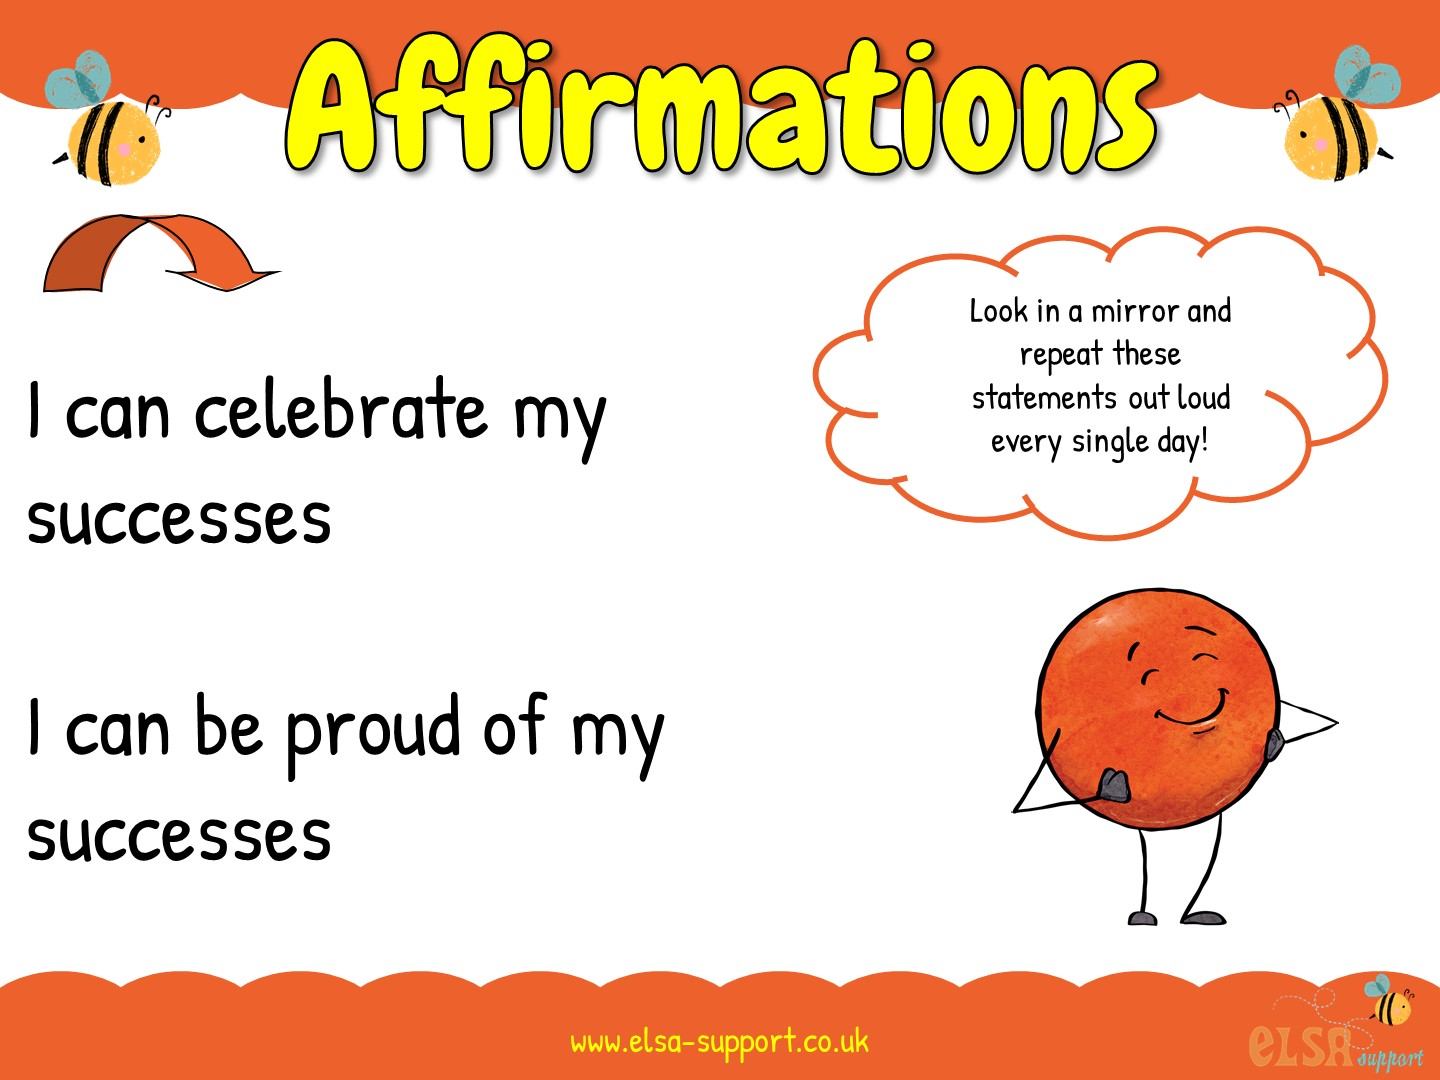 Affirmations
Look in a mirror and
repeat these
statements out loud
every single day!
I can celebrate my
successes
I can be proud of my
successes
www.elsa-support.co.uk
ELSA
support